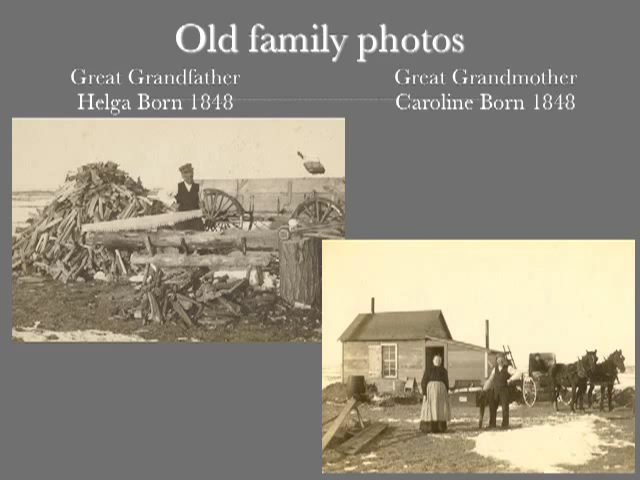 Old family photos
Great Grandfather
Helga Born 1848
Great Grandmother
Caroline Born 1848